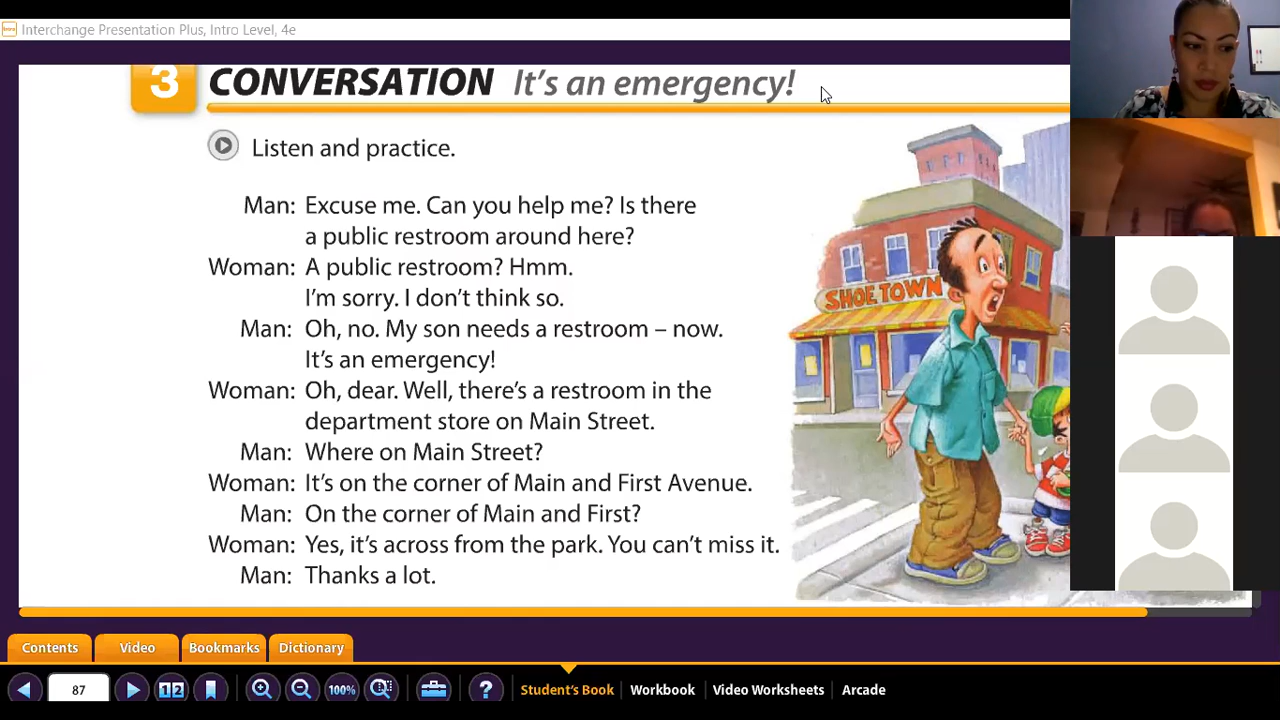 Interchange Presentation Plus, Intro Level, 4e
3 CONVERSATION It's an emergency!
Listen and practice.
Man: Excuse me. Can you help me? Is there
a public restroom around here?
Woman: A public restroom? Hmm.
I'm sorry. I don't think so.
Man: Oh, no. My son needs a restroom – now.
It's an emergency!
Woman: Oh, dear. Well, there's a restroom in the
department store on Main Street.
Man: Where on Main Street?
Woman: It's on the corner of Main and First Avenue.
Man: On the corner of Main and First?
Woman: Yes, it's across from the park. You can't miss it.
Man: Thanks a lot.
SHOE TOWN
Contents Video Bookmarks Dictionary
87 12 100% ? Student's Book Workbook Video Worksheets Arcade